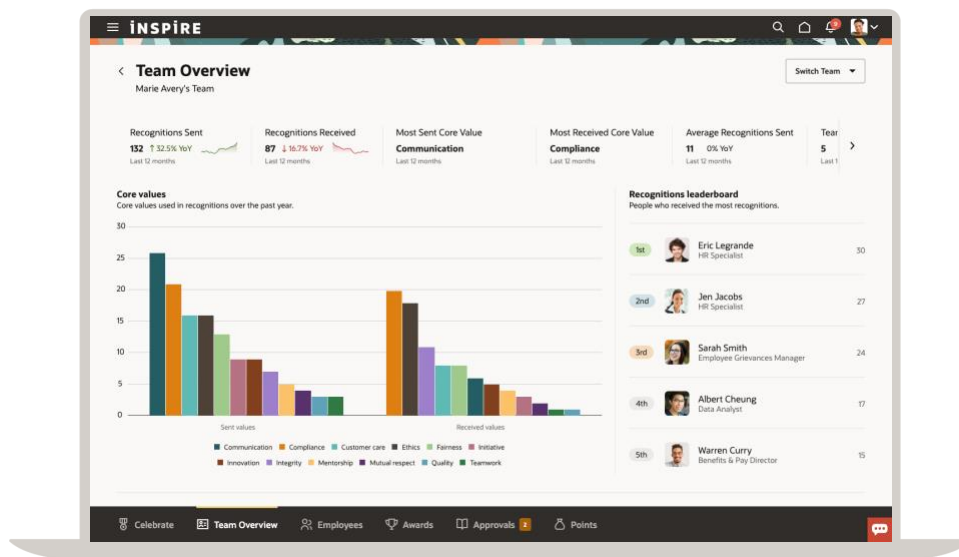 iNSPiRE
9
Team Overview
Marie Avery's Team
Switch Team
Recognitions Sent
132 ↑ 32.5% YoY
Last 12 months
Recognitions Received
87 ↓ 16.7% YoY
Last 12 months
Most Sent Core Value
Communication
Last 12 months
Most Received Core Value
Compliance
Last 12 months
Average Recognitions Sent
11 0% YoY
Last 12 months
Tear
5
Last 1
Core values
Core values used in recognitions over the past year.
30
25
20
15
10
5
0
Sent values
Received values
Communication Compliance Customer care Ethics Fairness Initiative
Innovation Integrity Mentorship Mutual respect Quality Teamwork
Recognitions leaderboard
People who received the most recognitions.
1st Eric Legrande 30
HR Specialist
2nd Jen Jacobs 27
HR Specialist
3rd Sarah Smith 24
Employee Grievances Manager
4th Albert Cheung 17
Data Analyst
5th Warren Curry 15
Benefits & Pay Director
Celebrate Team Overview Employees Awards Approvals 2 Points